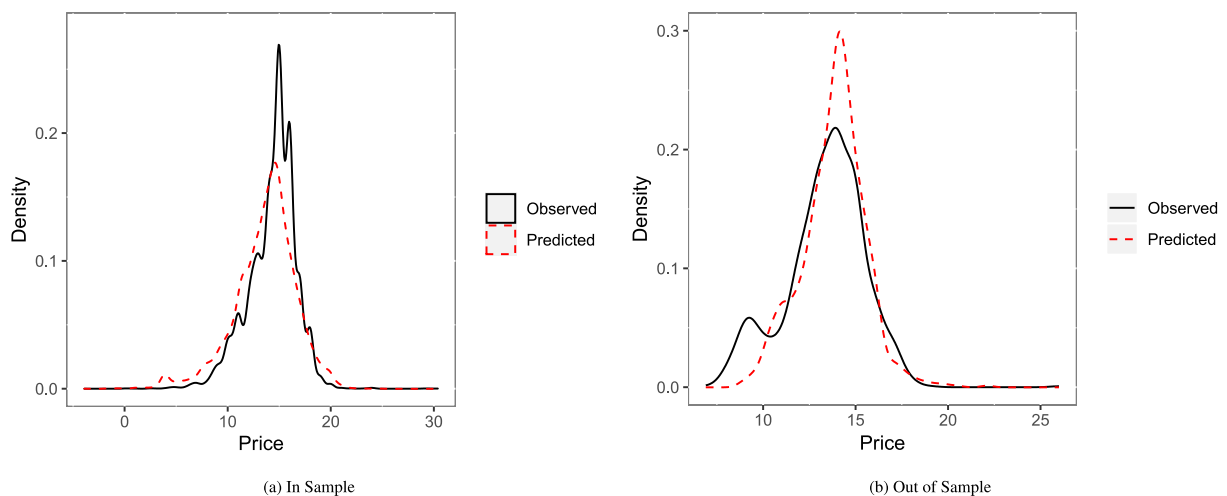 Density
0.2
0.1
0.0
0
10
20
30
Price
Observed
Predicted
(a) In Sample
Density
0.3
0.2
0.1
0.0
10
15
20
25
Price
Observed
Predicted
(b) Out of Sample